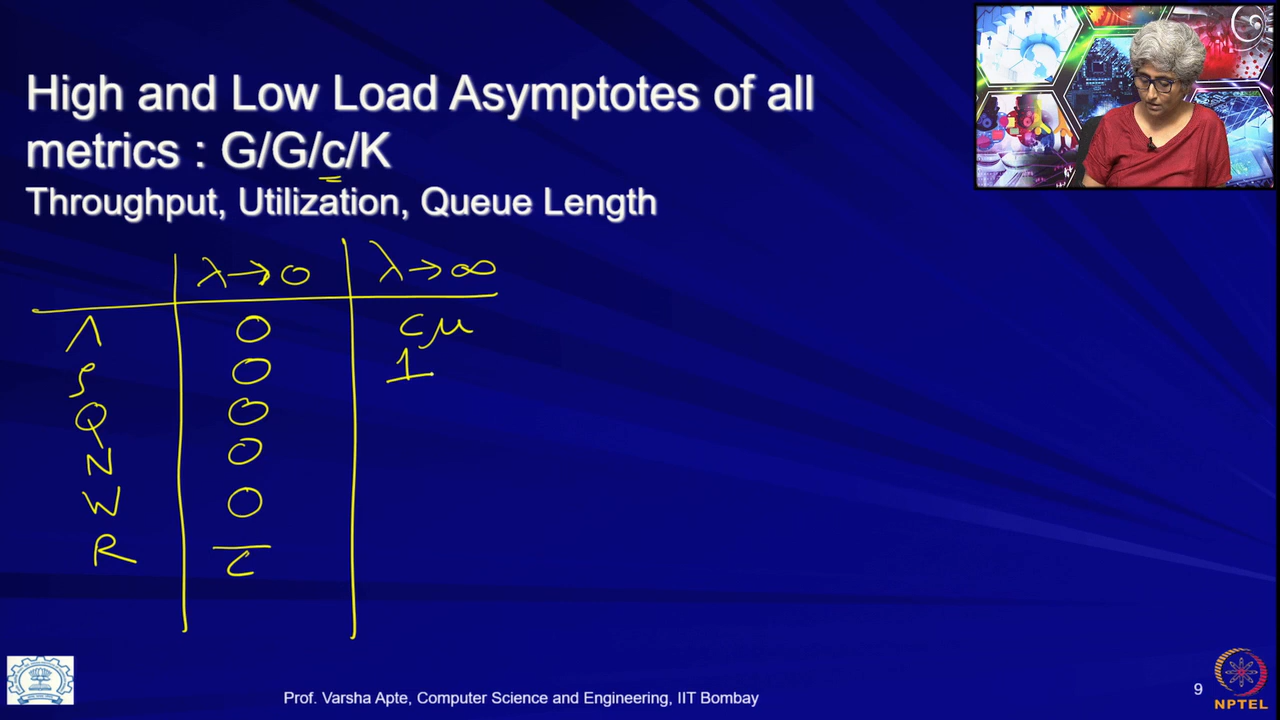 High and Low Load Asymptotes of all
metrics : G/G/c/K
Throughput, Utilization, Queue Length
λ→0 λ→∞
Λ 0 cμ
ρ 0 1
Q 0
N 0
W 0
R τ̅
Prof. Varsha Apte, Computer Science and Engineering, IIT Bombay
9
NPTEL